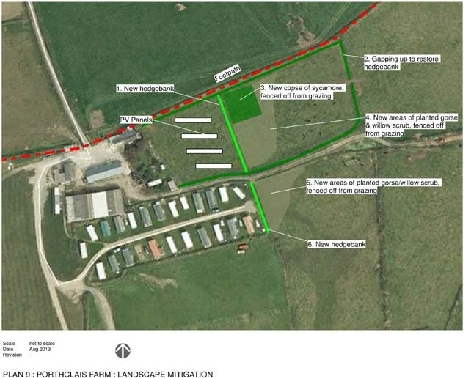 Footpath
2. Gapping up to restore
hedgebank
1. New hedgebank
3. New copse of sycamore,
fenced off from grazing
PV Panels
4. New areas of planted gorse
& willow scrub, fenced off
from grazing
5. New areas of planted gorse/willow scrub,
fenced off from grazing
6. New hedgebank
Scale not to scale
Date Aug 2013
Revision
PLAN 9 : PORTHCLAIS FARM : LANDSCAPE MITIGATION